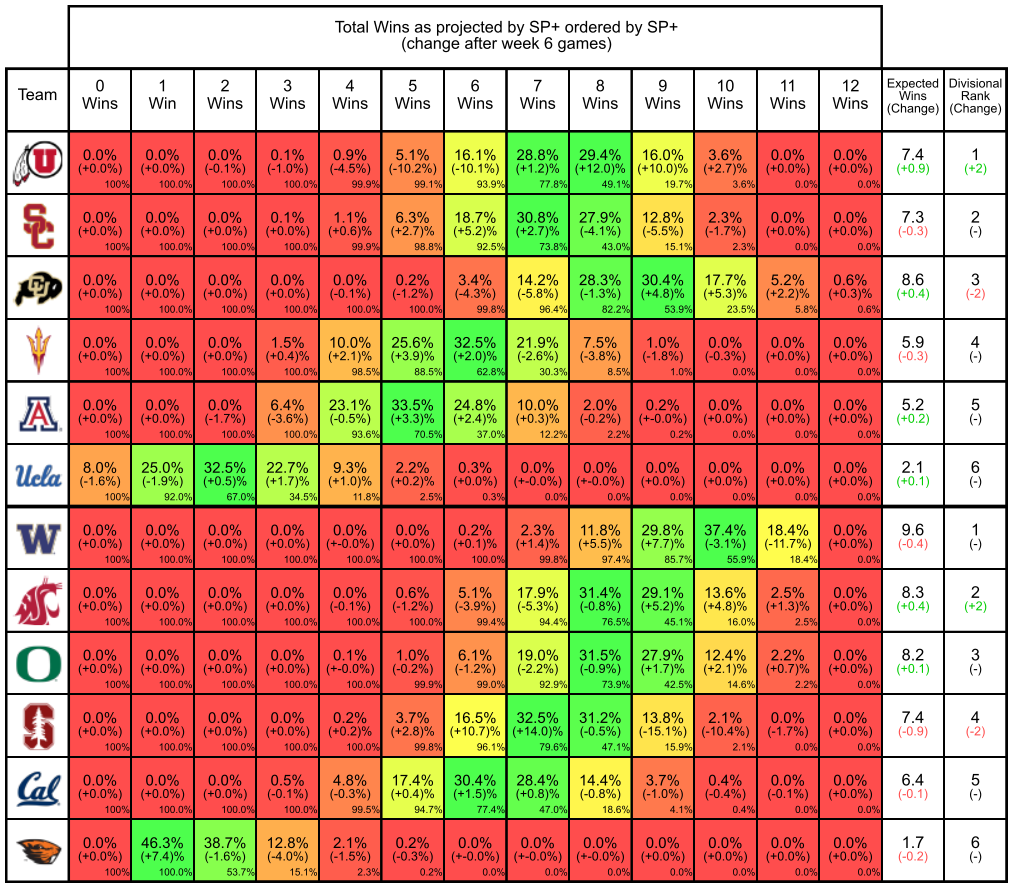 Total Wins as projected by SP+ ordered by SP+
(change after week 6 games)
Team 0 Wins 1 Win 2 Wins 3 Wins 4 Wins 5 Wins 6 Wins 7 Wins 8 Wins 9 Wins 10 Wins 11 Wins 12 Wins Expected Wins (Change) Divisional Rank (Change)
U 0.0% 0.0% 0.0% 0.1% 0.9% 5.1% 16.1% 28.8% 29.4% 16.0% 3.6% 0.0% 0.0% 7.4 1
(+0.0%) (+0.0%) (-0.1%) (-1.0%) (-4.5%) (-10.2%) (-10.1%) (+1.2)% (+12.0)% (+10.0)% (+2.7)% (+0.0%) (+0.0%) (+0.9) (+2)
100% 100.0% 100.0% 100.0% 99.9% 99.1% 93.9% 77.8% 49.1% 19.7% 3.6% 0.0% 0.0%
SC 0.0% 0.0% 0.0% 0.1% 1.1% 6.3% 18.7% 30.8% 27.9% 12.8% 2.3% 0.0% 0.0% 7.3 2
(+0.0%) (+0.0%) (+0.0%) (+0.0%) (+0.6)% (+2.7)% (+5.2)% (+2.7)% (-4.1%) (-5.5%) (-1.7%) (+0.0%) (+0.0%) (-0.3) (-)
100% 100.0% 100.0% 100.0% 99.9% 98.8% 92.5% 73.8% 43.0% 15.1% 2.3% 0.0% 0.0%
CU 0.0% 0.0% 0.0% 0.0% 0.0% 0.2% 3.4% 14.2% 28.3% 30.4% 17.7% 5.2% 0.6% 8.6 3
(+0.0%) (+0.0%) (+0.0%) (+0.0%) (-0.1%) (-1.2%) (-4.3%) (-5.8%) (-1.3%) (+4.8)% (+5.3)% (+2.2)% (+0.3)% (+0.4) (-2)
100% 100.0% 100.0% 100.0% 100.0% 100.0% 99.8% 96.4% 82.2% 53.9% 23.5% 5.8% 0.6%
0.0% 0.0% 0.0% 1.5% 10.0% 25.6% 32.5% 21.9% 7.5% 1.0% 0.0% 0.0% 0.0% 5.9 4
(+0.0%) (+0.0%) (+0.0%) (+0.4)% (+2.1)% (+3.9)% (+2.0)% (-2.6%) (-3.8%) (-1.8%) (-0.3%) (+0.0%) (+0.0%) (-0.3) (-)
100% 100.0% 100.0% 100.0% 98.5% 88.5% 62.8% 30.3% 8.5% 1.0% 0.0% 0.0% 0.0%
A 0.0% 0.0% 0.0% 6.4% 23.1% 33.5% 24.8% 10.0% 2.0% 0.2% 0.0% 0.0% 0.0% 5.2 5
(+0.0%) (+0.0%) (-1.7%) (-3.6%) (-0.5%) (+3.3)% (+2.4)% (+0.3)% (-0.2%) (+-0.0%) (+0.0%) (+0.0%) (+0.0%) (+0.2) (-)
100% 100.0% 100.0% 100.0% 93.6% 70.5% 37.0% 12.2% 2.2% 0.2% 0.0% 0.0% 0.0%
Ucla 8.0% 25.0% 32.5% 22.7% 9.3% 2.2% 0.3% 0.0% 0.0% 0.0% 0.0% 0.0% 0.0% 2.1 6
(-1.6%) (-1.9%) (+0.5)% (+1.7)% (+1.0)% (+0.2)% (+0.0%) (+-0.0%) (+-0.0%) (+0.0%) (+0.0%) (+0.0%) (+0.0%) (+0.1) (-)
100% 92.0% 67.0% 34.5% 11.8% 2.5% 0.3% 0.0% 0.0% 0.0% 0.0% 0.0% 0.0%
W 0.0% 0.0% 0.0% 0.0% 0.0% 0.0% 0.2% 2.3% 11.8% 29.8% 37.4% 18.4% 0.0% 9.6 1
(+0.0%) (+0.0%) (+0.0%) (+0.0%) (+-0.0%) (+0.0%) (+0.1)% (+1.4)% (+5.5)% (+7.7)% (-3.1%) (-11.7%) (+0.0%) (-0.4) (-)
100% 100.0% 100.0% 100.0% 100.0% 100.0% 100.0% 99.8% 97.4% 85.7% 55.9% 18.4% 0.0%
0.0% 0.0% 0.0% 0.0% 0.0% 0.6% 5.1% 17.9% 31.4% 29.1% 13.6% 2.5% 0.0% 8.3 2
(+0.0%) (+0.0%) (+0.0%) (+0.0%) (-0.1%) (-1.2%) (-3.9%) (-5.3%) (-0.8%) (+5.2)% (+4.8)% (+1.3)% (+0.0%) (+0.4) (+2)
100% 100.0% 100.0% 100.0% 100.0% 100.0% 99.4% 94.4% 76.5% 45.1% 16.0% 2.5% 0.0%
O 0.0% 0.0% 0.0% 0.0% 0.1% 1.0% 6.1% 19.0% 31.5% 27.9% 12.4% 2.2% 0.0% 8.2 3
(+0.0%) (+0.0%) (+0.0%) (+0.0%) (+-0.0%) (-0.2%) (-1.2%) (-2.2%) (-0.9%) (+1.7)% (+2.1)% (+0.7)% (+0.0%) (+0.1) (-)
100% 100.0% 100.0% 100.0% 100.0% 99.9% 99.0% 92.9% 73.9% 42.5% 14.6% 2.2% 0.0%
S 0.0% 0.0% 0.0% 0.0% 0.2% 3.7% 16.5% 32.5% 31.2% 13.8% 2.1% 0.0% 0.0% 7.4 4
(+0.0%) (+0.0%) (+0.0%) (+0.0%) (+0.2)% (+2.8)% (+10.7)% (+14.0)% (-0.5%) (-15.1%) (-10.4%) (-1.7%) (+0.0%) (-0.9) (-2)
100% 100.0% 100.0% 100.0% 100.0% 99.8% 96.1% 79.6% 47.1% 15.9% 2.1% 0.0% 0.0%
Cal 0.0% 0.0% 0.0% 0.5% 4.8% 17.4% 30.4% 28.4% 14.4% 3.7% 0.4% 0.0% 0.0% 6.4 5
(+0.0%) (+0.0%) (+0.0%) (-0.1%) (-0.3%) (+0.4)% (+1.5)% (+0.8)% (-0.8%) (-1.0%) (-0.4%) (-0.1%) (+0.0%) (-0.1) (-)
100% 100.0% 100.0% 100.0% 99.5% 94.7% 77.4% 47.0% 18.6% 4.1% 0.4% 0.0% 0.0%
0.0% 46.3% 38.7% 12.8% 2.1% 0.2% 0.0% 0.0% 0.0% 0.0% 0.0% 0.0% 0.0% 1.7 6
(+0.0%) (+7.4)% (-1.6%) (-4.0%) (-1.5%) (-0.3%) (+-0.0%) (+-0.0%) (+-0.0%) (+0.0%) (+0.0%) (+0.0%) (+0.0%) (-0.2) (-)
100% 100.0% 53.7% 15.1% 2.3% 0.2% 0.0% 0.0% 0.0% 0.0% 0.0% 0.0% 0.0%